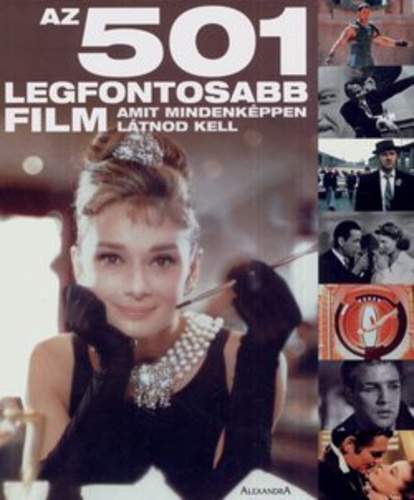 AZ 501
LEGFONTOSABB
FILM AMIT MINDENKÉPPEN
LÁTNOD KELL
ALEXANDRA